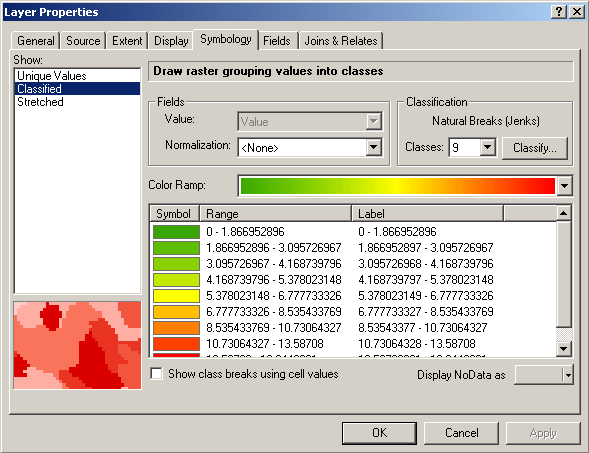 Layer Properties
General Source Extent Display Symbology Fields Joins & Relates
Show:
Unique Values
Classified
Stretched
Draw raster grouping values into classes
Fields
Value: Value
Normalization: <None>
Classification
Natural Breaks (Jenks)
Classes: 9 Classify...
Color Ramp:
Symbol Range Label
0 - 1.866952896 0 - 1.866952896
1.866952896 - 3.095726967 1.866952897 - 3.095726967
3.095726967 - 4.168739796 3.095726968 - 4.168739796
4.168739796 - 5.378023148 4.168739797 - 5.378023148
5.378023148 - 6.777733326 5.378023149 - 6.777733326
6.777733326 - 8.535433769 6.777733327 - 8.535433769
8.535433769 - 10.73064327 8.53543377 - 10.73064327
10.73064327 - 13.58708 10.73064328 - 13.58708
Show class breaks using cell values
Display NoData as
OK Cancel Apply